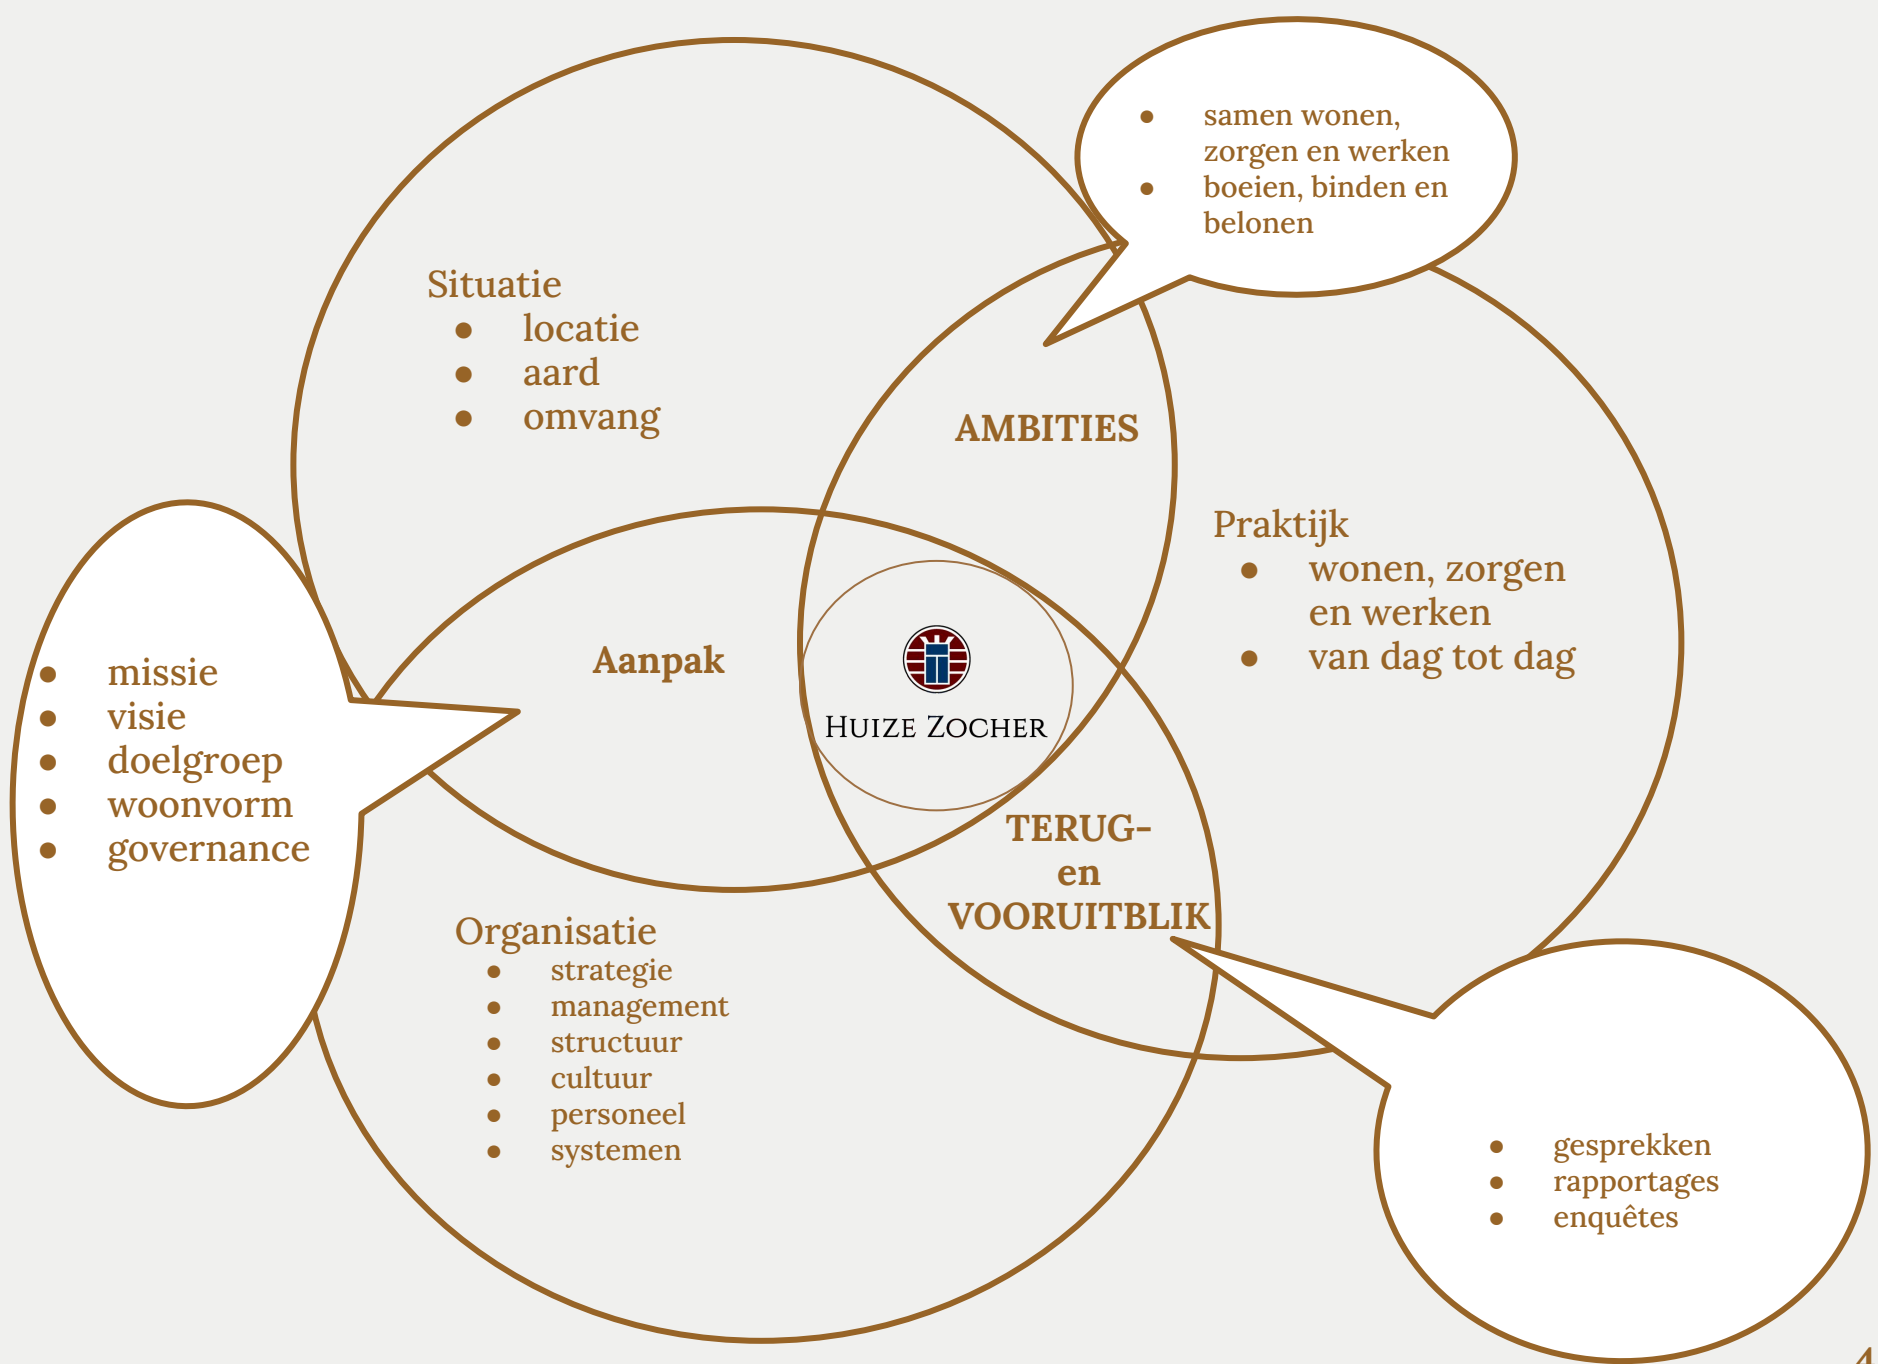 ● samen wonen,
zorgen en werken
● boeien, binden en
belonen
Situatie
● locatie
● aard
● omvang
AMBITIES
Praktijk
● wonen, zorgen
en werken
● van dag tot dag
Aanpak
HUIZE ZOCHER
● missie
● visie
● doelgroep
● woonvorm
● governance
TERUG-
en
VOORUITBLIK
Organisatie
● strategie
● management
● structuur
● cultuur
● personeel
● systemen
● gesprekken
● rapportages
● enquêtes
4